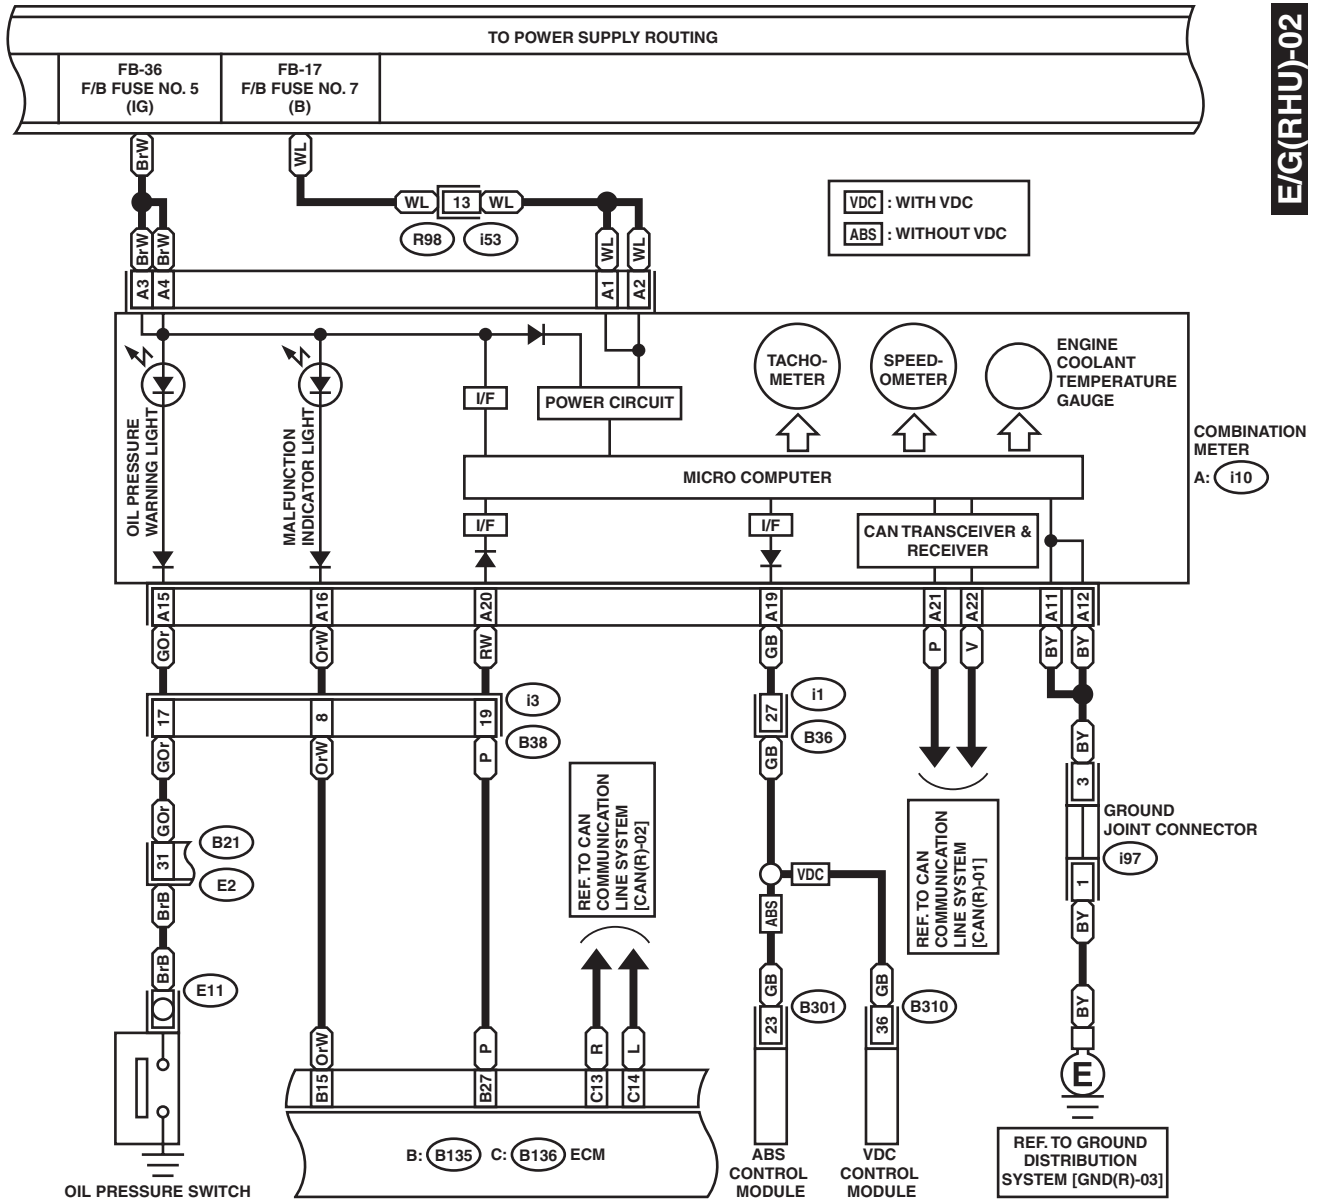 E/G(RHU)-02
TO POWER SUPPLY ROUTING
FB-36
F/B FUSE NO. 5
(IG)
FB-17
F/B FUSE NO. 7
(B)
BrW
WL
WL
13
WL
R98
i53
VDC : WITH VDC
ABS : WITHOUT VDC
BrW
BrW
WL
WL
A3
A4
A1
A2
OIL PRESSURE
WARNING LIGHT
MALFUNCTION
INDICATOR LIGHT
I/F
POWER CIRCUIT
TACHO-
METER
SPEED-
OMETER
ENGINE
COOLANT
TEMPERATURE
GAUGE
COMBINATION
METER
A: i10
MICRO COMPUTER
I/F
I/F
CAN TRANSCEIVER &
RECEIVER
A15
A16
A20
A19
A21
A22
A11
A12
GOr
OrW
RW
GB
P
V
BY
BY
17
8
19
i3
B38
27
i1
B36
GOr
OrW
P
GB
BY
3
GROUND
JOINT CONNECTOR
i97
1
BY
GOr
31
B21
E2
BrB
BrB
E11
REF. TO CAN
COMMUNICATION
LINE SYSTEM
[CAN(R)-02]
REF. TO CAN
COMMUNICATION
LINE SYSTEM
[CAN(R)-01]
VDC
ABS
GB
GB
BY
23
B301
36
B310
OrW
P
R
L
B15
B27
C13
C14
E
B: B135 C: B136 ECM
OIL PRESSURE SWITCH
ABS
CONTROL
MODULE
VDC
CONTROL
MODULE
REF. TO GROUND
DISTRIBUTION
SYSTEM [GND(R)-03]